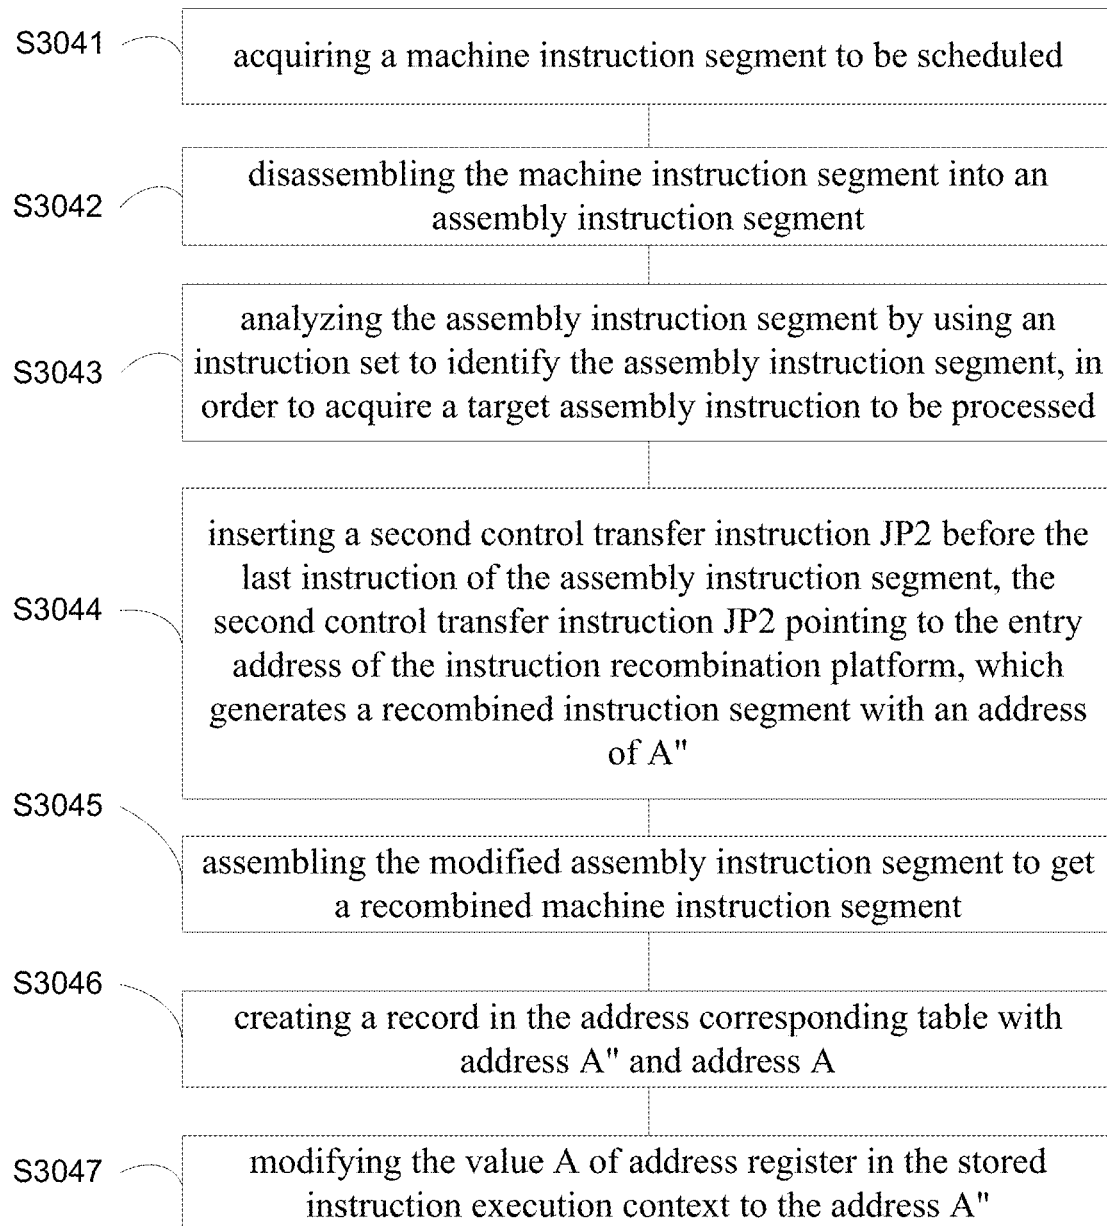 S3041
acquiring a machine instruction segment to be scheduled
S3042
disassembling the machine instruction segment into an
assembly instruction segment
S3043
analyzing the assembly instruction segment by using an
instruction set to identify the assembly instruction segment, in
order to acquire a target assembly instruction to be processed
S3044
inserting a second control transfer instruction JP2 before the
last instruction of the assembly instruction segment, the
second control transfer instruction JP2 pointing to the entry
address of the instruction recombination platform, which
generates a recombined instruction segment with an address
of A"
S3045
assembling the modified assembly instruction segment to get
a recombined machine instruction segment
S3046
creating a record in the address corresponding table with
address A" and address A
S3047
modifying the value A of address register in the stored
instruction execution context to the address A"